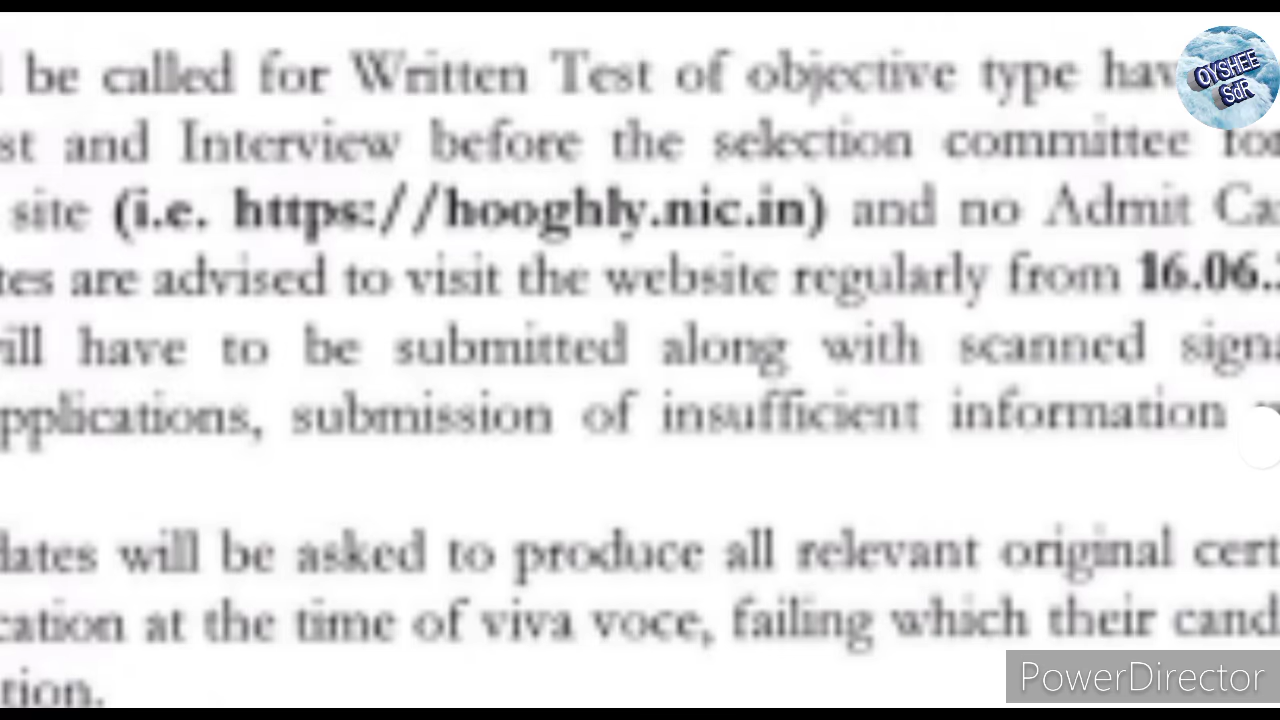 be called for Written Test of objective type hav
st and Interview before the selection committee for
site (i.e. https://hooghly.nic.in) and no Admit Ca
tes are advised to visit the website regularly from 16.06.
ill have to be submitted along with scanned signa
pplications, submission of insufficient information
dates will be asked to produce all relevant original cert
cation at the time of viva voce, failing which their cand
tion.
OYSHEE
SdR
PowerDirector